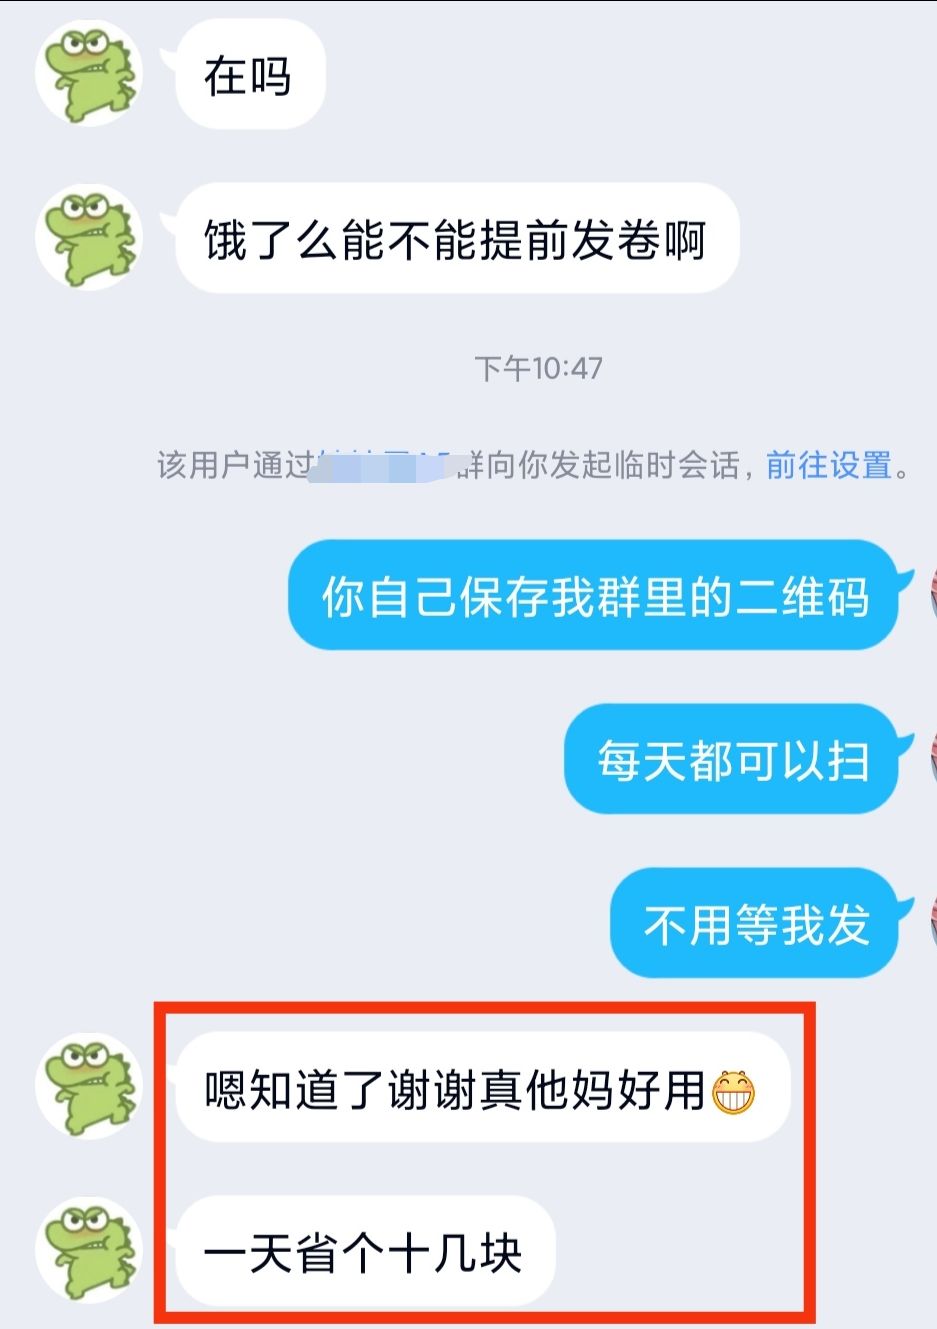 在吗
饿了么能不能提前发卷啊
下午10:47
该用户通过群向你发起临时会话，前往设置。
你自己保存我群里的二维码
每天都可以扫
不用等我发
嗯知道了谢谢真他妈好用😁
一天省个十几块